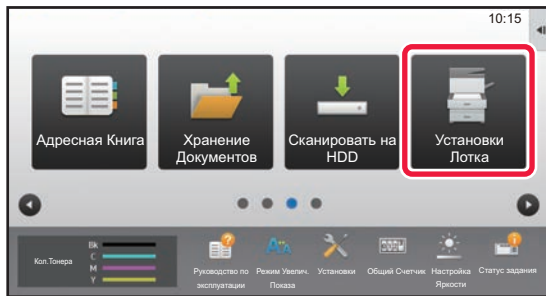 10:15
Адресная Книга
Хранение
Документов
Сканировать на
HDD
Установки
Лотка
Кол.Тонера
Bk
C
M
Y
Руководство по
эксплуатации
Режим Увелич.
Показа
Установки
Общий Счетчик
Настройка
Яркости
Статус задания